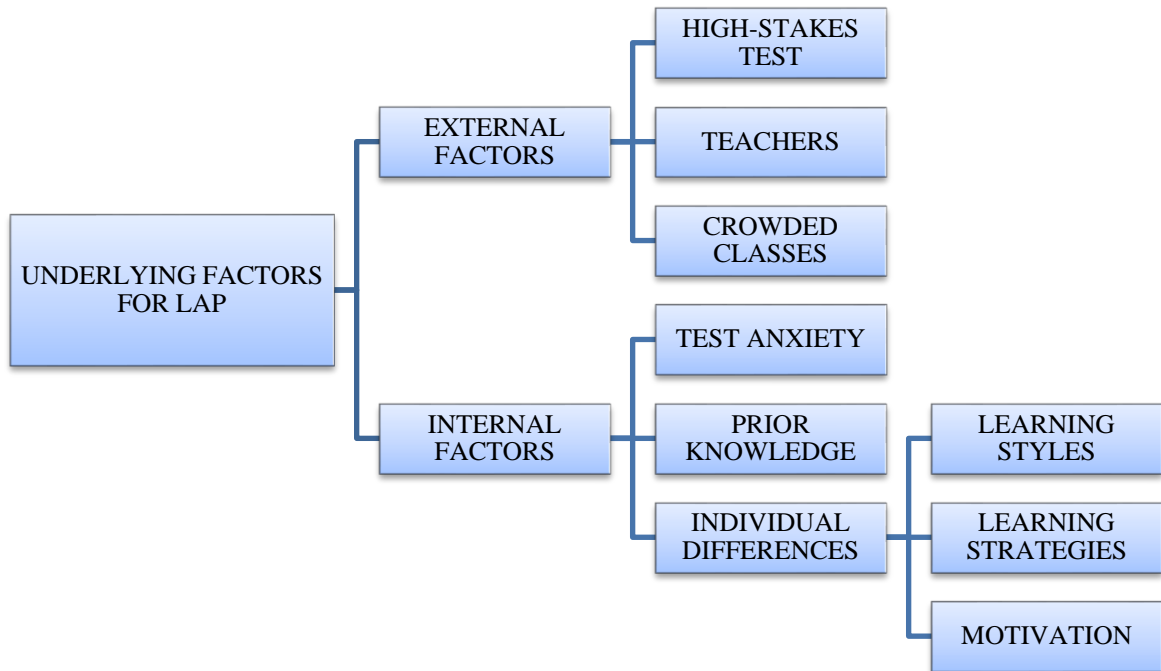 HIGH-STAKES
TEST
EXTERNAL
FACTORS
TEACHERS
CROWDED
CLASSES
UNDERLYING FACTORS
FOR LAP
TEST ANXIETY
INTERNAL
FACTORS
PRIOR
KNOWLEDGE
LEARNING
STYLES
INDIVIDUAL
DIFFERENCES
LEARNING
STRATEGIES
MOTIVATION